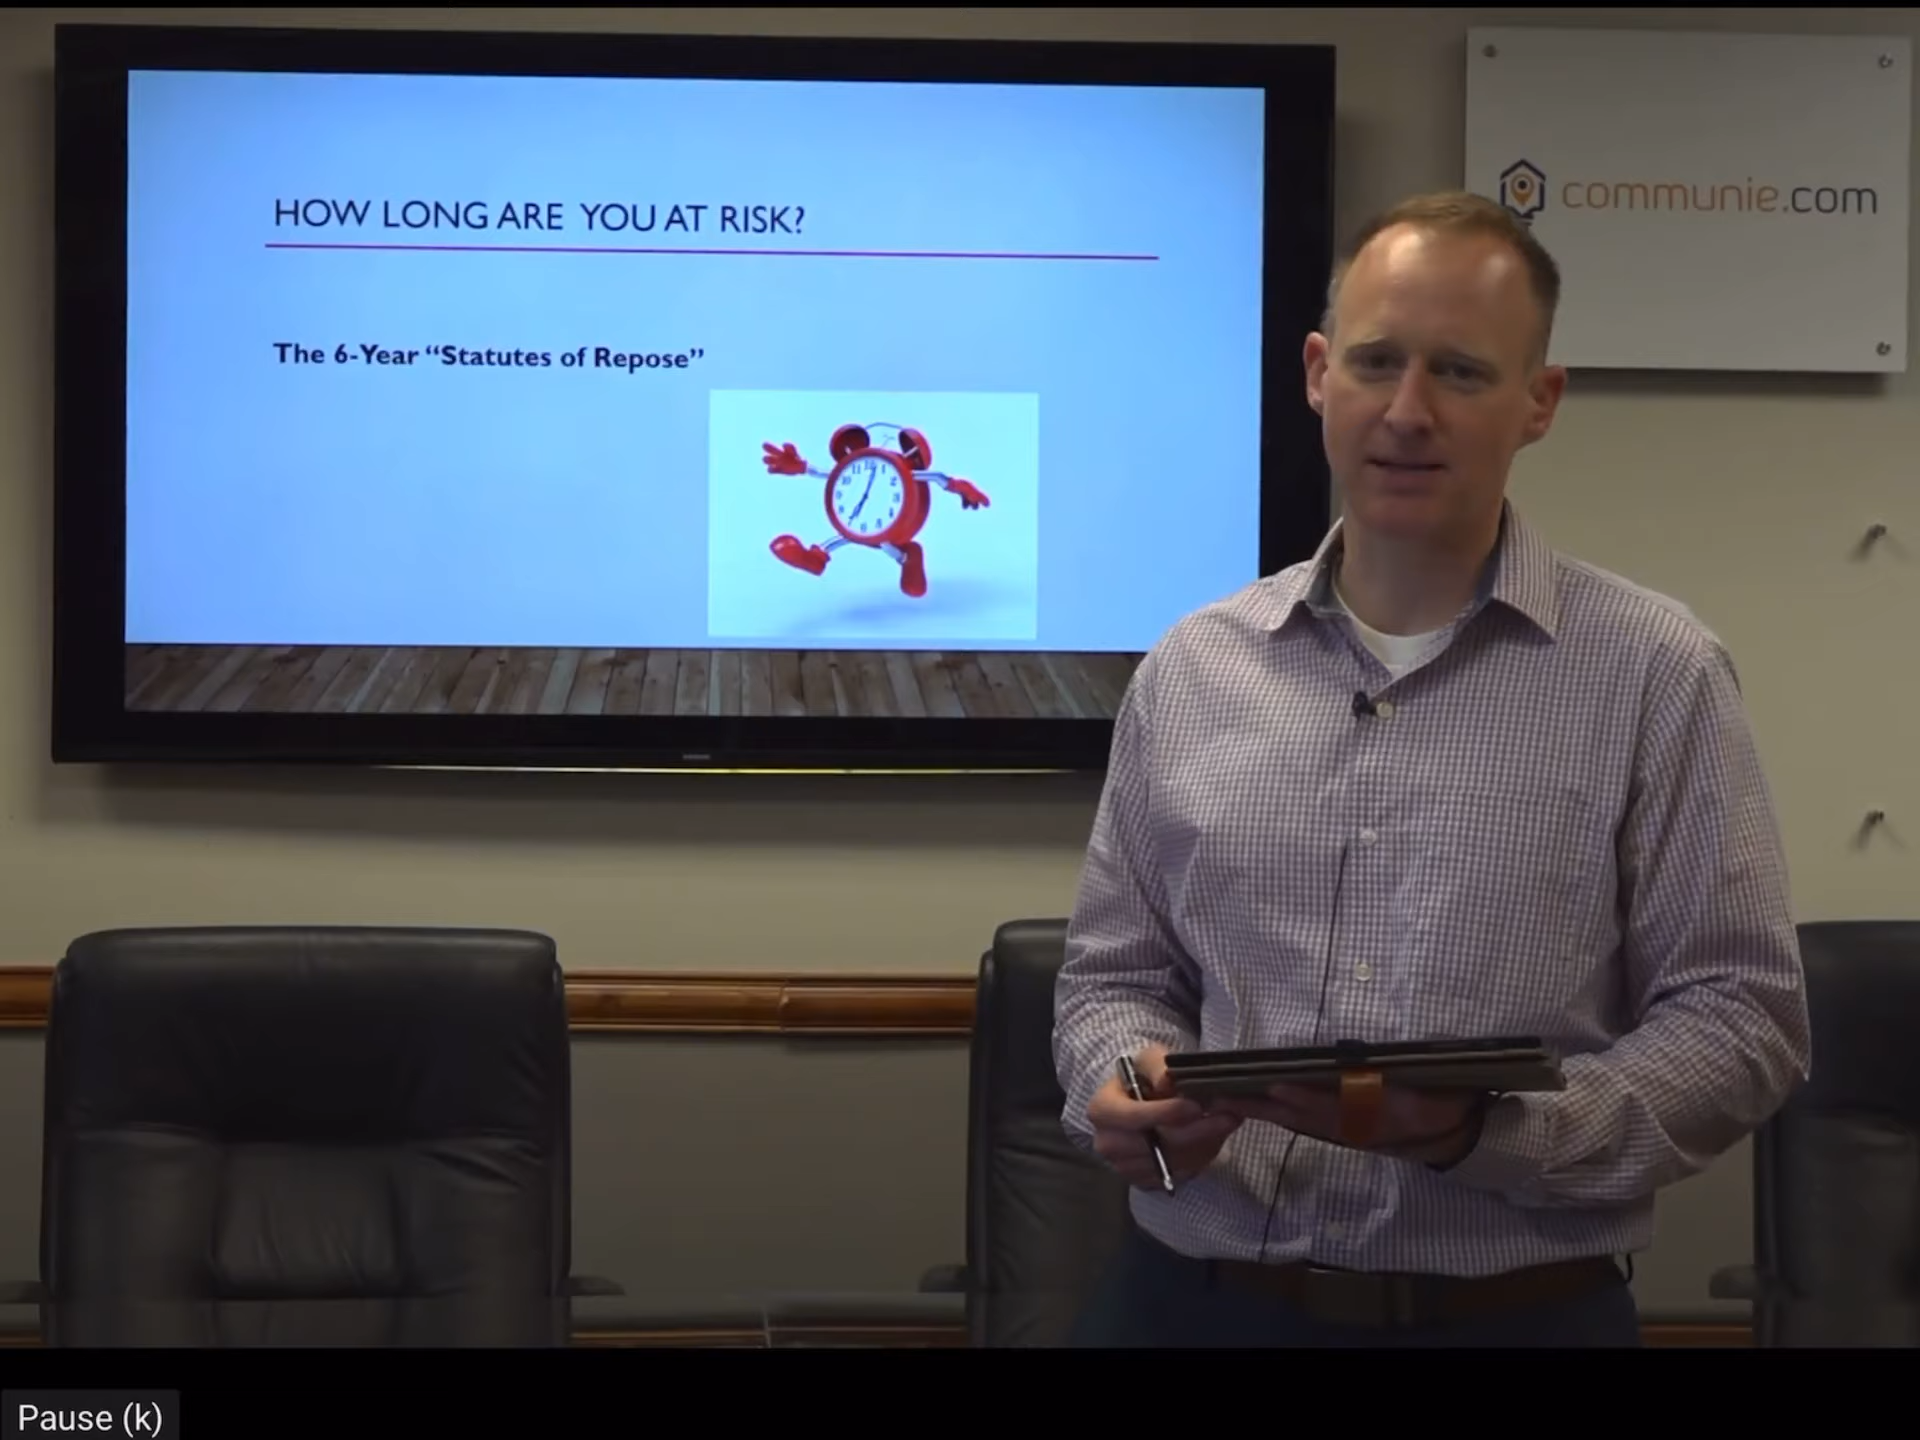 HOW LONG ARE YOU AT RISK?
The 6-Year “Statutes of Repose”
communie.com
Pause (k)